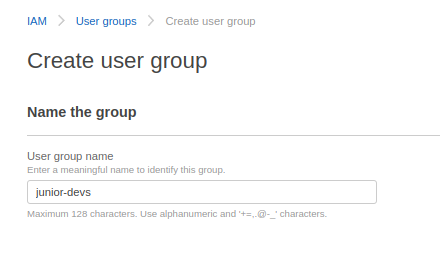 IAM > User groups > Create user group
Create user group
Name the group
User group name
Enter a meaningful name to identify this group.
junior-devs
Maximum 128 characters. Use alphanumeric and '+=,.@-_' characters.